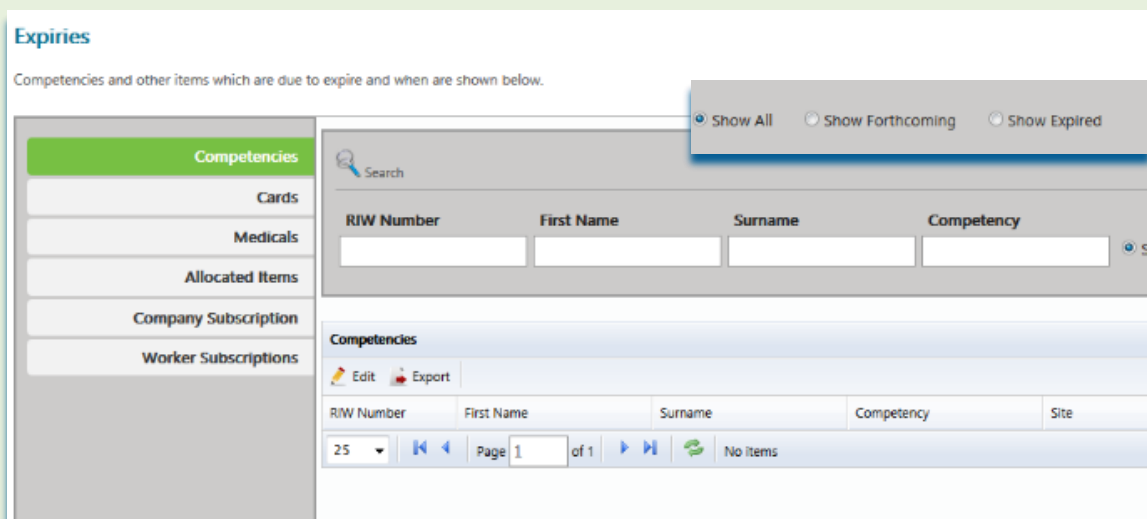 Expiries
Competencies and other items which are due to expire and when are shown below.
Show All Show Forthcoming Show Expired
Competencies
Cards
Medicals
Allocated Items
Company Subscription
Worker Subscriptions
Search
RIW Number First Name Surname Competency
S
Competencies
Edit Export
RIW Number First Name Surname Competency Site
25 Page 1 of 1 No items